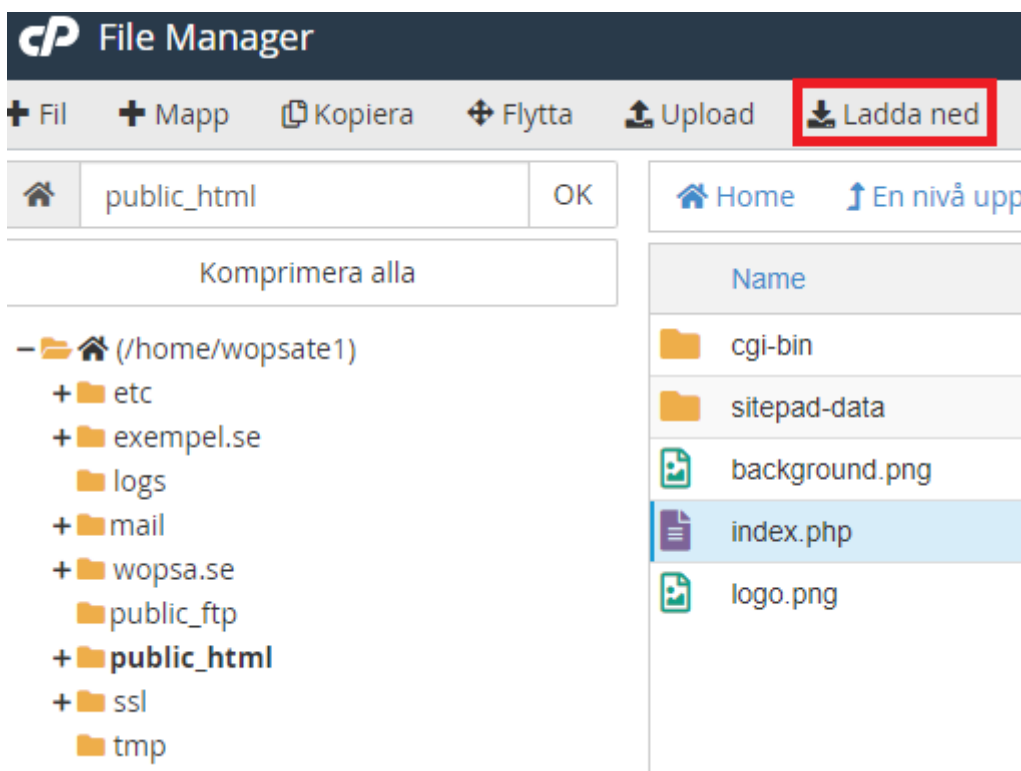 cP File Manager
Fil Mapp Kopiera Flytta Upload Ladda ned
public_html OK Home En nivå upp
Komprimera alla
Name
(/home/wopsate1)
etc
exempel.se
logs
mail
wopsa.se
public_ftp
public_html
ssl
tmp
cgi-bin
sitepad-data
background.png
index.php
logo.png